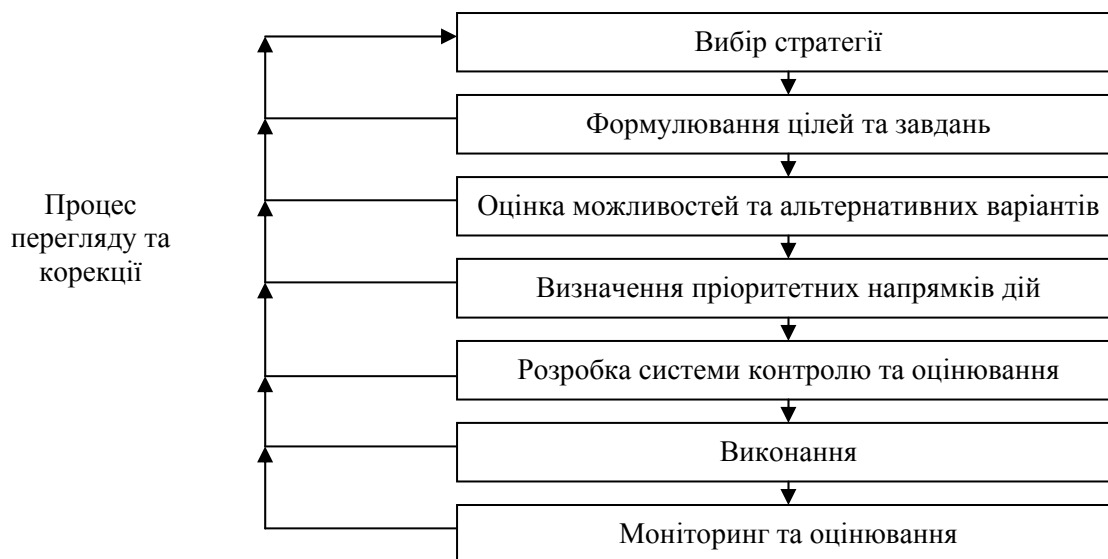 Вибір стратегії
Формулювання цілей та завдань
Оцінка можливостей та альтернативних варіантів
Процес
перегляду та
корекції
Визначення пріоритетних напрямків дій
Розробка системи контролю та оцінювання
Виконання
Моніторинг та оцінювання